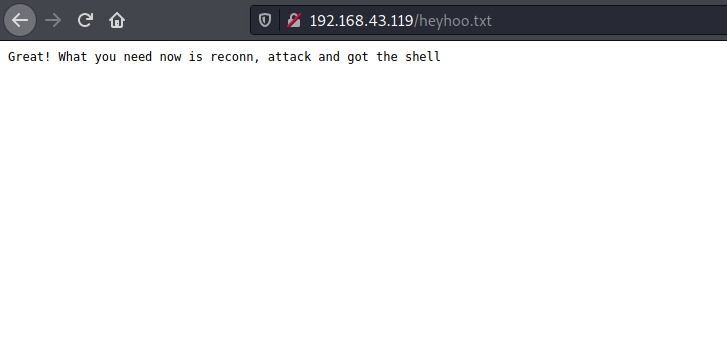 192.168.43.119/heyhoo.txt
Great! What you need now is reconn, attack and got the shell